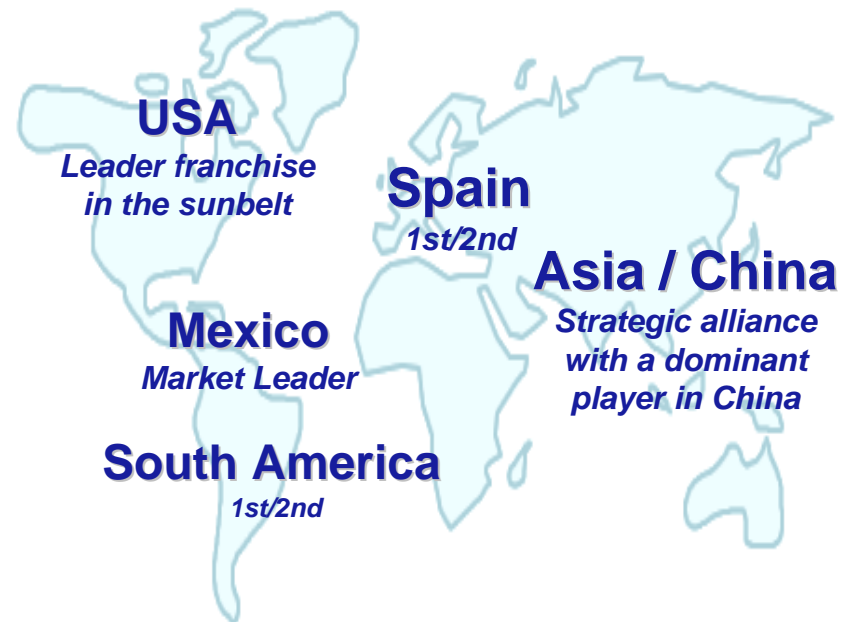 USA
Leader franchise
in the sunbelt
Spain
1st/2nd
Asia / China
Strategic alliance
with a dominant
player in China
Mexico
Market Leader
South America
1st/2nd